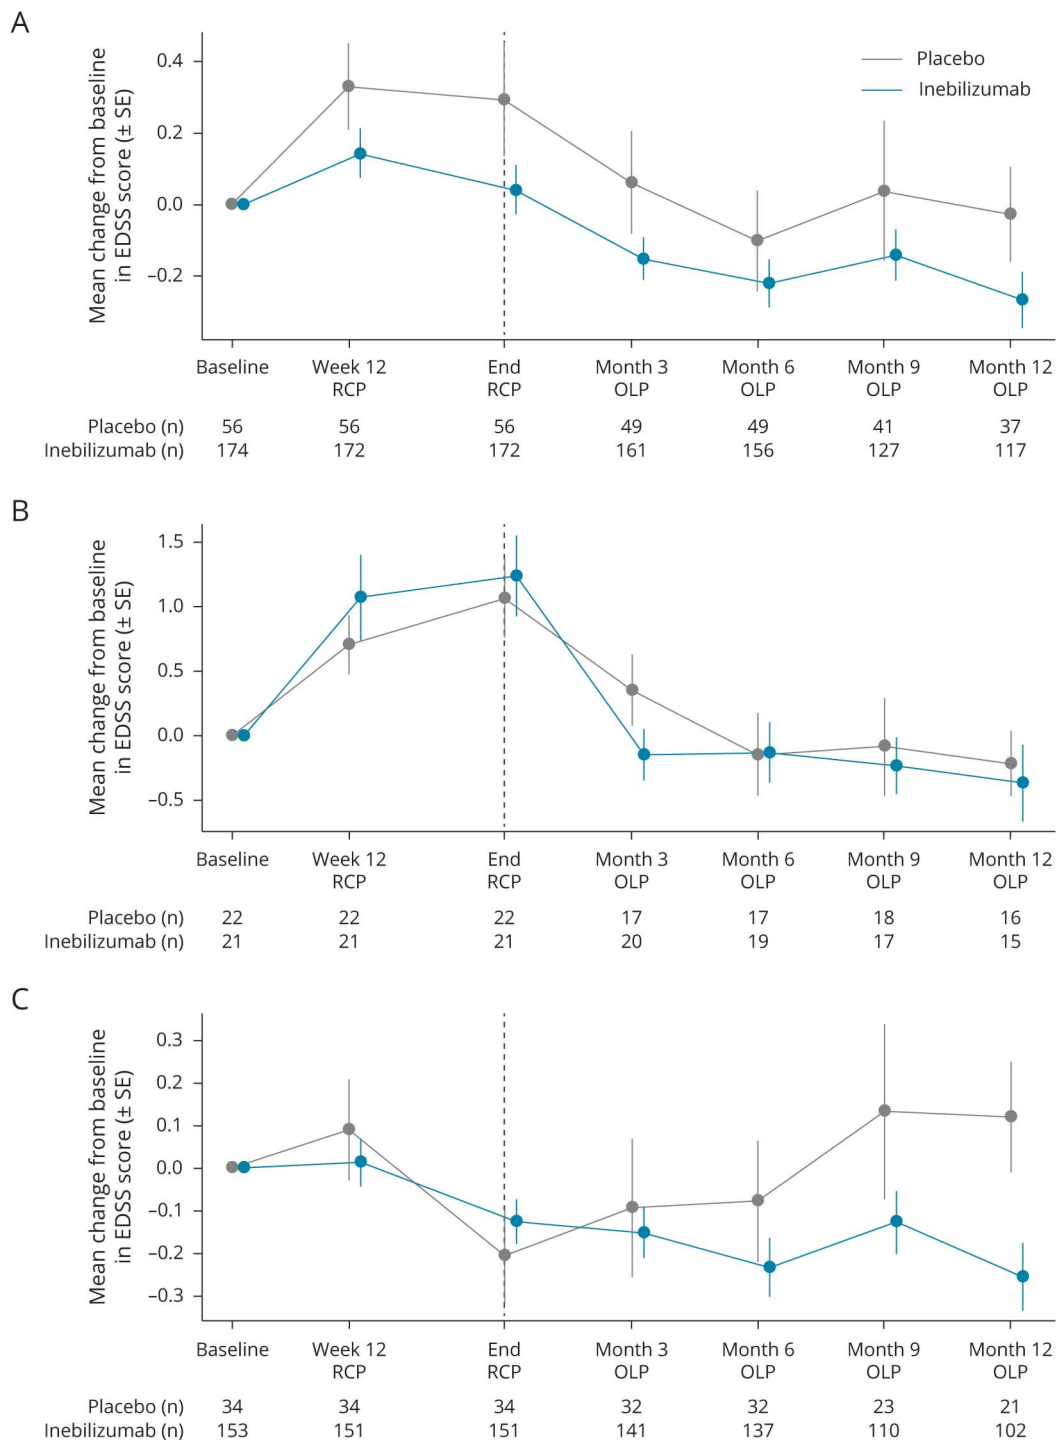 A
Mean change from baseline
in EDSS score (± SE)
0.4
0.2
0.0
–0.2
Placebo
Inebilizumab
Baseline Week 12 End Month 3 Month 6 Month 9 Month 12
RCP RCP OLP OLP OLP OLP
Placebo (n) 56 56 56 49 49 41 37
Inebilizumab (n) 174 172 172 161 156 127 117
B
Mean change from baseline
in EDSS score (± SE)
1.5
1.0
0.5
0.0
–0.5
Baseline Week 12 End Month 3 Month 6 Month 9 Month 12
RCP RCP OLP OLP OLP OLP
Placebo (n) 22 22 22 17 17 18 16
Inebilizumab (n) 21 21 21 20 19 17 15
C
Mean change from baseline
in EDSS score (± SE)
0.3
0.2
0.1
0.0
–0.1
–0.2
–0.3
Baseline Week 12 End Month 3 Month 6 Month 9 Month 12
RCP RCP OLP OLP OLP OLP
Placebo (n) 34 34 34 32 32 23 21
Inebilizumab (n) 153 151 151 141 137 110 102